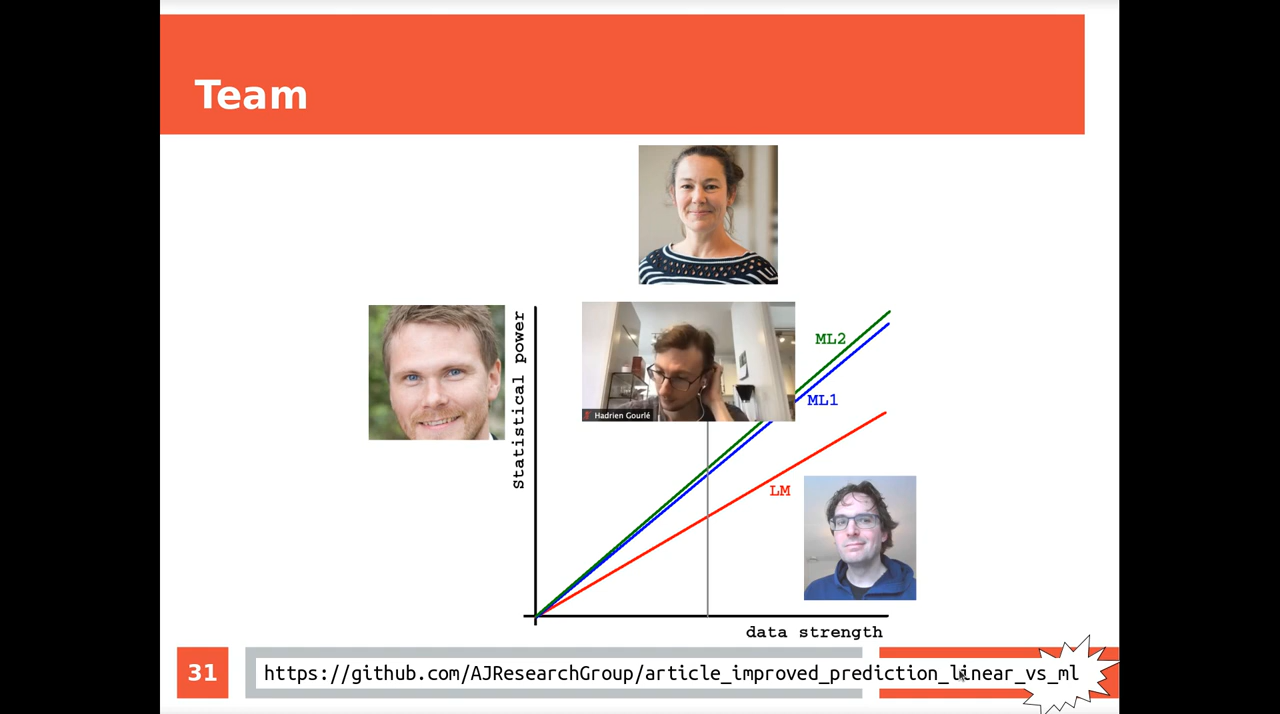 Team
Statistical power
ML2
ML1
Hadrien Gourlé
LM
data strength
31
https://github.com/AJResearchGroup/article_improved_prediction_linear_vs_ml